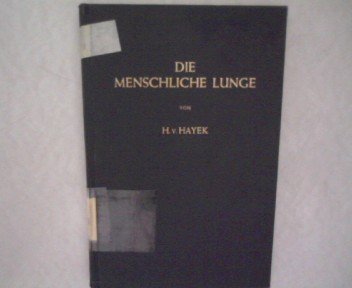 DIE
MENSCHLICHE LUNGE
VON
H. v. HAYEK